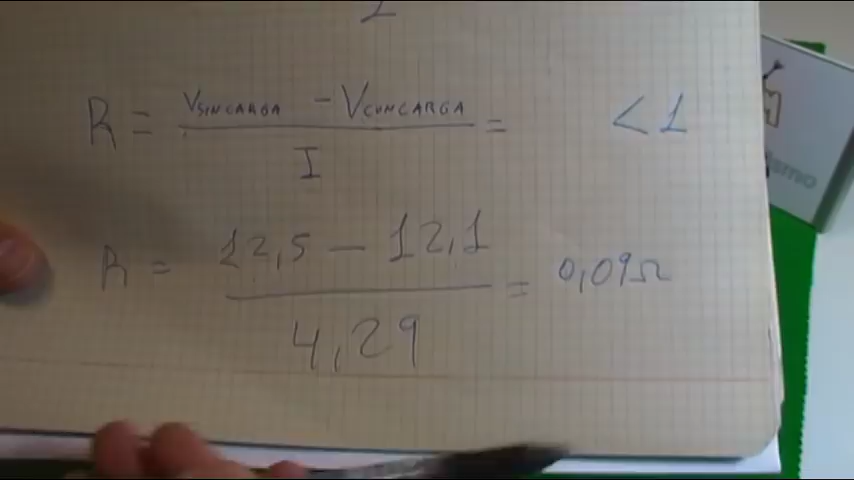 R = VSINCARGA - VCONCARGA / I = < 1
R = 12,5 - 12,1 / 4,29 = 0,09Ω